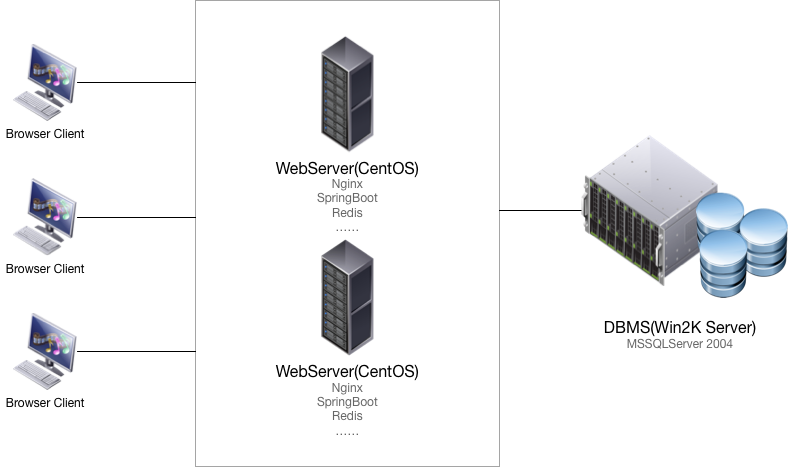 Browser Client
Browser Client
Browser Client
WebServer(CentOS)
Nginx
SpringBoot
Redis
……
WebServer(CentOS)
Nginx
SpringBoot
Redis
……
DBMS(Win2K Server)
MSSQLServer 2004